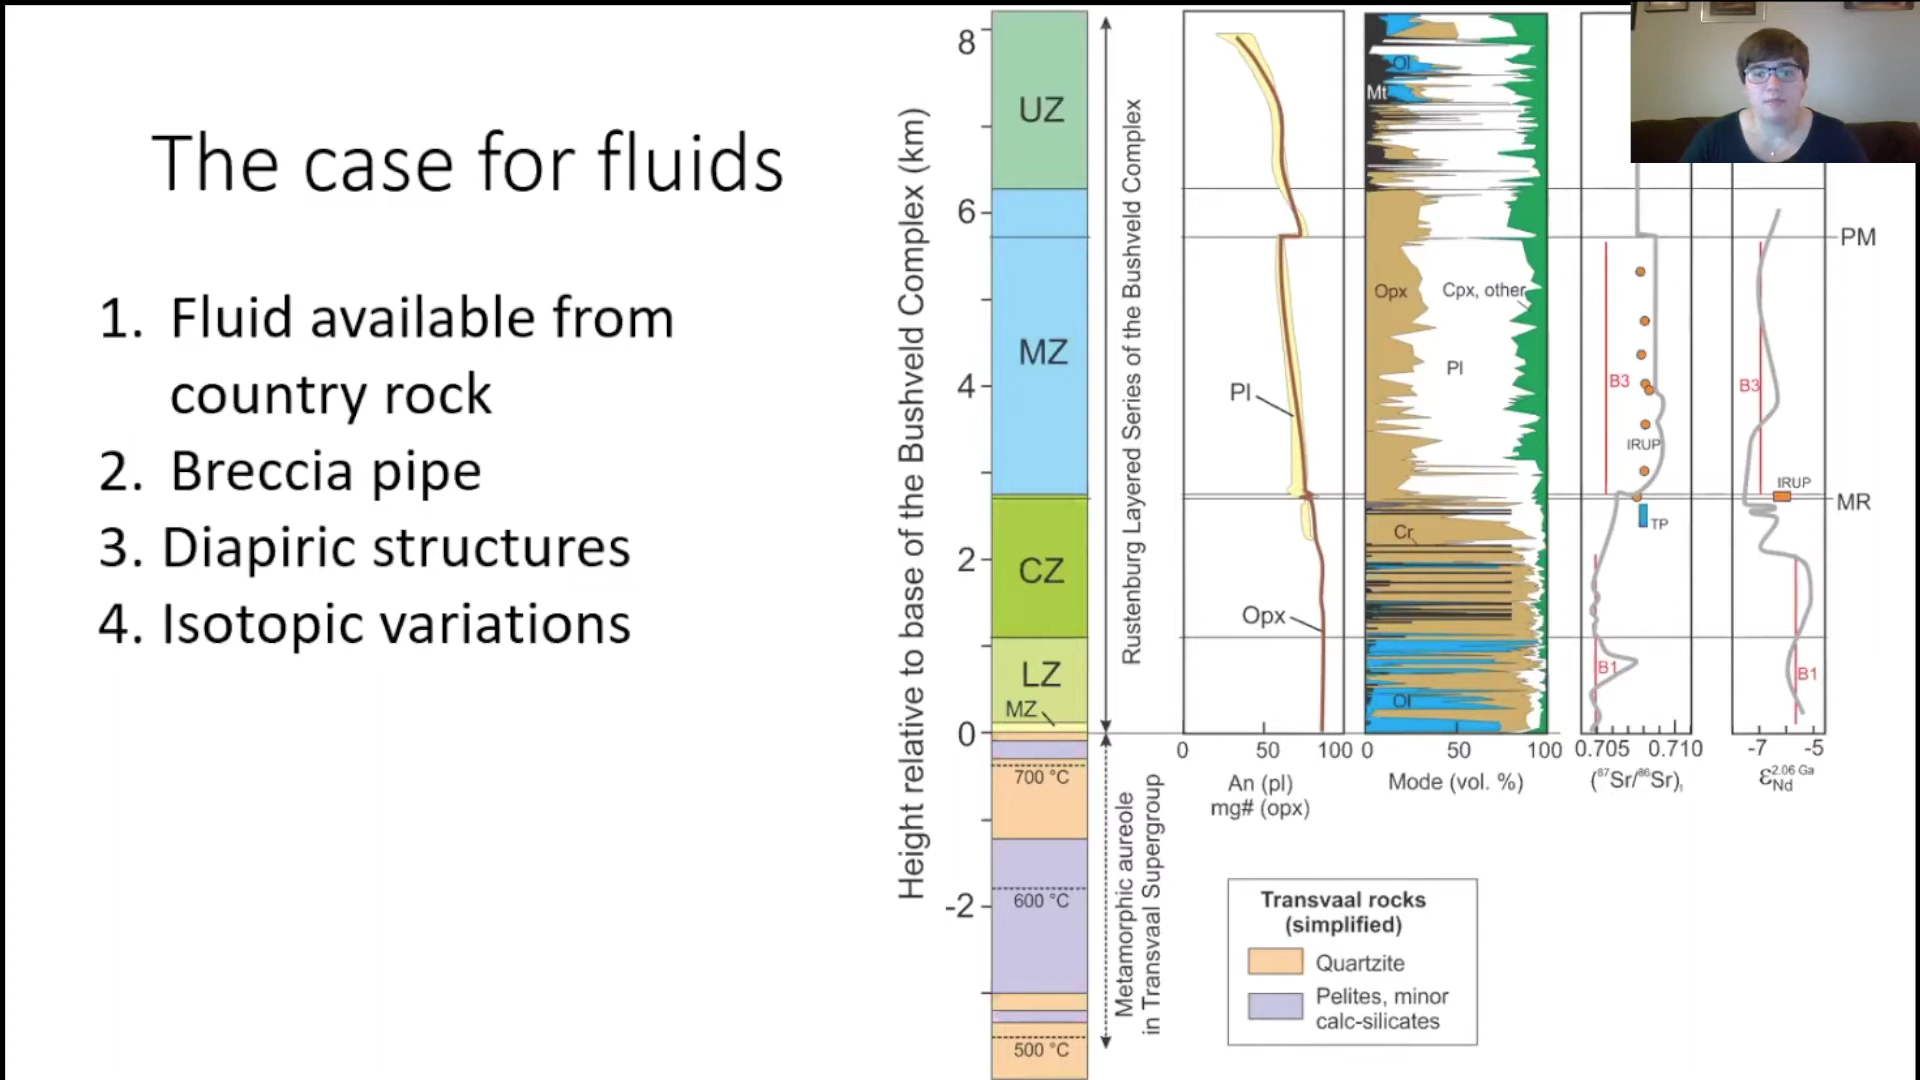 The case for fluids
1. Fluid available from
country rock
2. Breccia pipe
3. Diapiric structures
4. Isotopic variations
Height relative to base of the Bushveld Complex (km)
8
6
4
2
0
-2
UZ
MZ
CZ
LZ
MZ
700 °C
600 °C
500 °C
Rustenburg Layered Series of the Bushveld Complex
Metamorphic aureole
in Transvaal Supergroup
Pl
Opx
0 50 100
An (pl)
mg# (opx)
Ol
Mt
Opx
Cpx, other
Pl
Cr
Ol
0 50 100
Mode (vol. %)
B3
IRUP
TP
B1
0.705 0.710
(⁸⁷Sr/⁸⁶Sr)ᵢ
PM
B3
IRUP
MR
B1
-7 -5
ε Nd 2.06 Ga
Transvaal rocks
(simplified)
Quartzite
Pelites, minor
calc-silicates